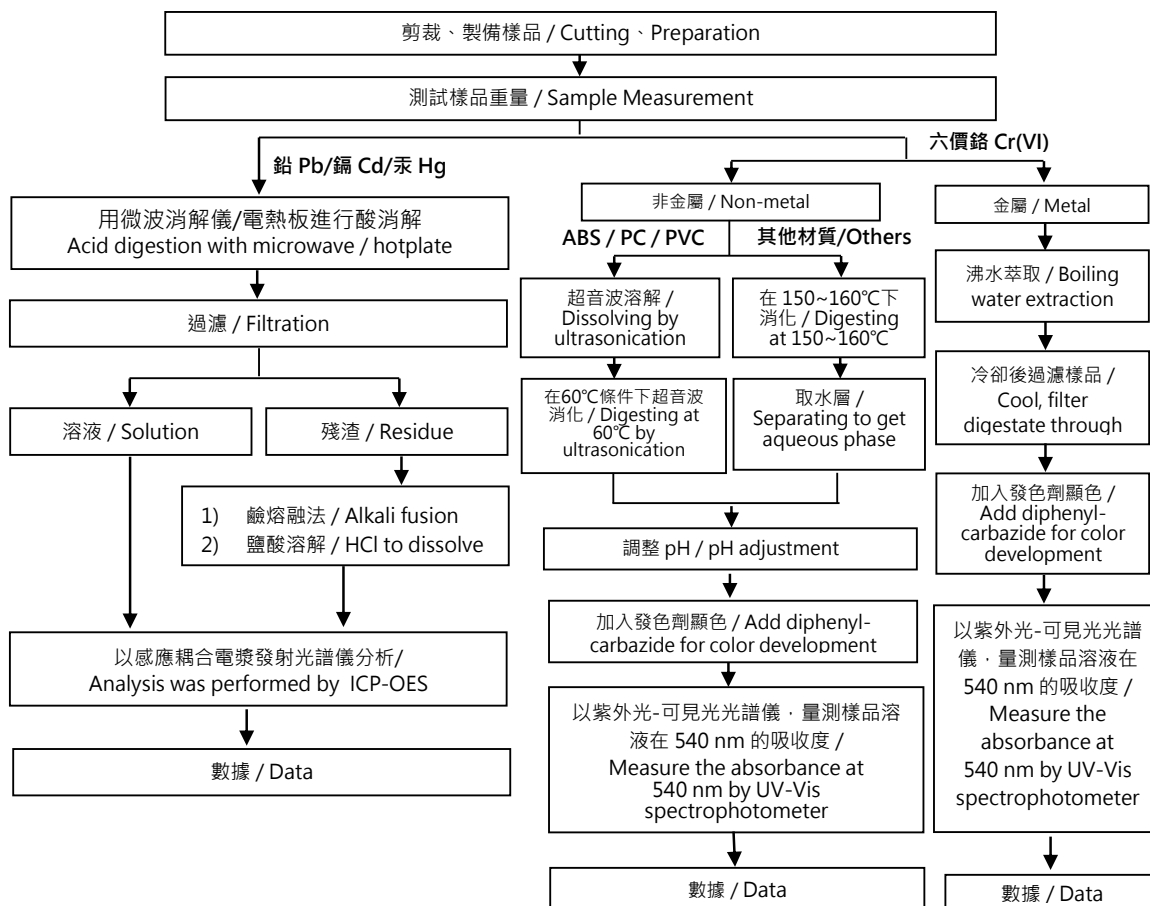 剪裁、製備樣品 / Cutting、Preparation
測試樣品重量 / Sample Measurement
鉛 Pb/鎘 Cd/汞 Hg
六價鉻 Cr(VI)
用微波消解儀/電熱板進行酸消解
Acid digestion with microwave / hotplate
過濾 / Filtration
溶液 / Solution
殘渣 / Residue
1) 鹼熔融法 / Alkali fusion
2) 鹽酸溶解 / HCl to dissolve
以感應耦合電漿發射光譜儀分析/
Analysis was performed by ICP-OES
數據 / Data
非金屬 / Non-metal
ABS / PC / PVC
其他材質/Others
超音波溶解 /
Dissolving by
ultrasonication
在 150~160℃下
消化 / Digesting
at 150~160℃
在60℃條件下超音波
消化 / Digesting at
60℃ by
ultrasonication
取水層 /
Separating to get
aqueous phase
調整 pH / pH adjustment
加入發色劑顯色 / Add diphenyl-
carbazide for color development
以紫外光-可見光光譜儀，量測樣品溶
液在 540 nm 的吸收度 /
Measure the absorbance at
540 nm by UV-Vis
spectrophotometer
數據 / Data
金屬 / Metal
沸水萃取 / Boiling
water extraction
冷卻後過濾樣品 /
Cool, filter
digestate through
加入發色劑顯色 /
Add diphenyl-
carbazide for color
development
以紫外光-可見光光譜
儀，量測樣品溶液在
540 nm 的吸收度 /
Measure the
absorbance at
540 nm by UV-Vis
spectrophotometer
數據 / Data